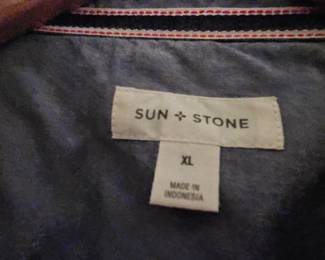 SUN + STONE
XL
MADE IN
INDONESIA